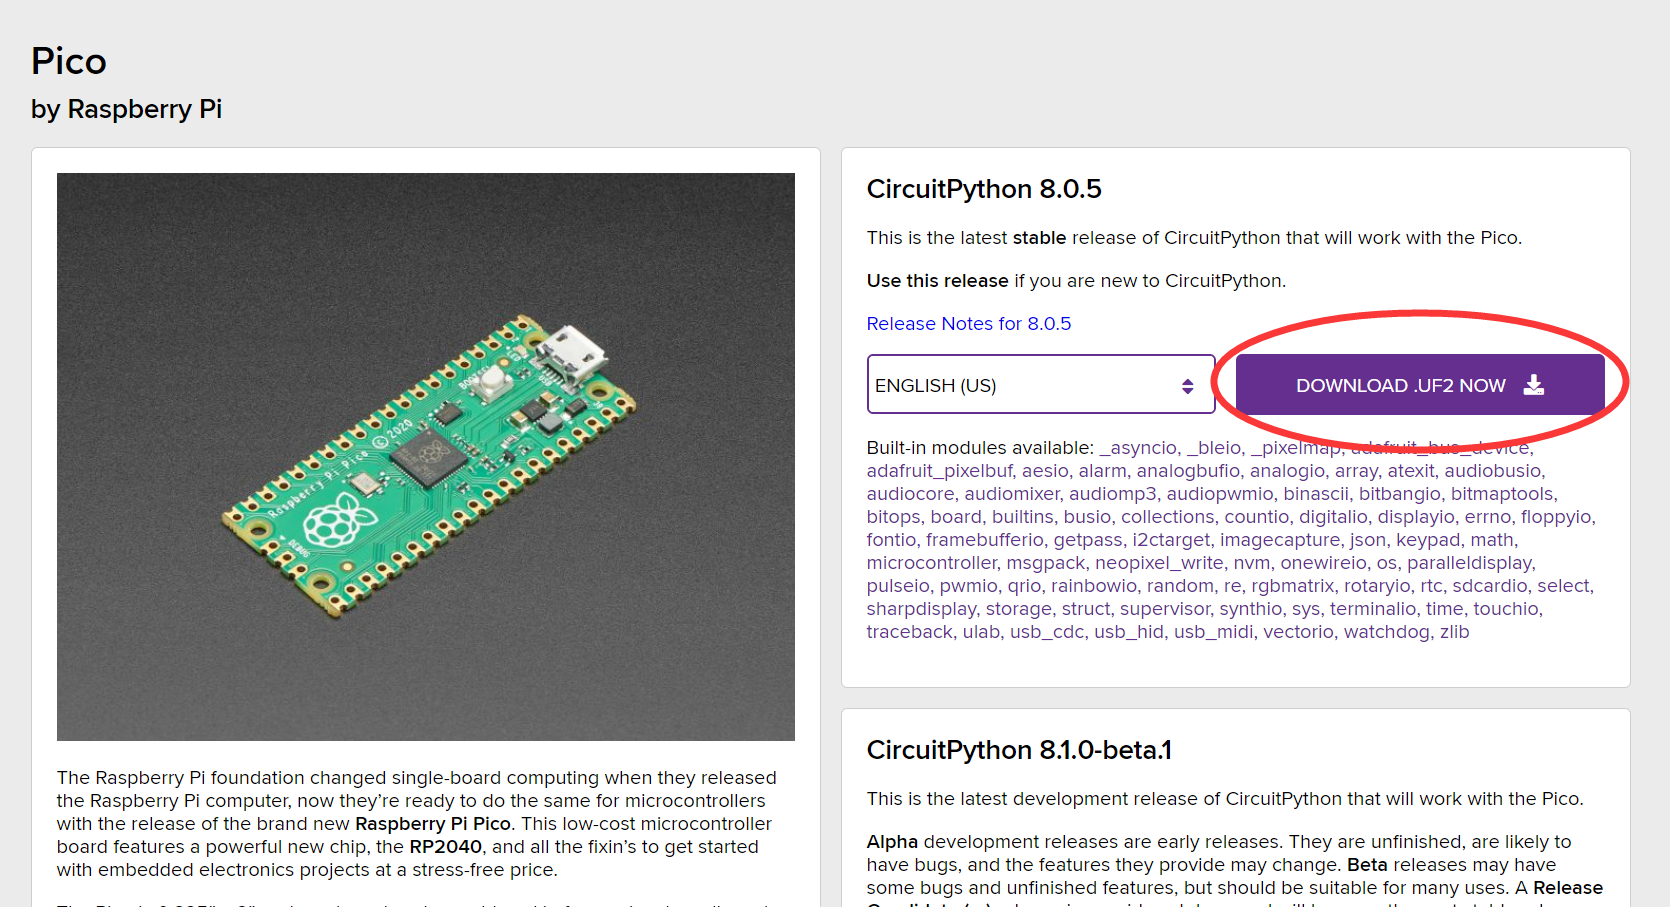 Pico
by Raspberry Pi
BOOTSEL
LED
USB
© 2020
Raspberry Pi Pico
DEBUG
The Raspberry Pi foundation changed single-board computing when they released
the Raspberry Pi computer, now they're ready to do the same for microcontrollers
with the release of the brand new Raspberry Pi Pico. This low-cost microcontroller
board features a powerful new chip, the RP2040, and all the fixin's to get started
with embedded electronics projects at a stress-free price.
CircuitPython 8.0.5
This is the latest stable release of CircuitPython that will work with the Pico.
Use this release if you are new to CircuitPython.
Release Notes for 8.0.5
ENGLISH (US)
DOWNLOAD .UF2 NOW
Built-in modules available: _asyncio, _bleio, _pixelmap, adafruit_bus_device,
adafruit_pixelbuf, aesio, alarm, analogbufio, analogio, array, atexit, audiobusio,
audiocore, audiomixer, audiomp3, audiopwmio, binascii, bitbangio, bitmaptools,
bitops, board, builtins, busio, collections, countio, digitalio, displayio, errno, floppyio,
fontio, framebufferio, getpass, i2ctarget, imagecapture, json, keypad, math,
microcontroller, msgpack, neopixel_write, nvm, onewireio, os, paralleldisplay,
pulseio, pwmio, qrio, rainbowio, random, re, rgbmatrix, rotaryio, rtc, sdcardio, select,
sharpdisplay, storage, struct, supervisor, synthio, sys, terminalio, time, touchio,
traceback, ulab, usb_cdc, usb_hid, usb_midi, vectorio, watchdog, zlib
CircuitPython 8.1.0-beta.1
This is the latest development release of CircuitPython that will work with the Pico.
Alpha development releases are early releases. They are unfinished, are likely to
have bugs, and the features they provide may change. Beta releases may have
some bugs and unfinished features, but should be suitable for many uses. A Release